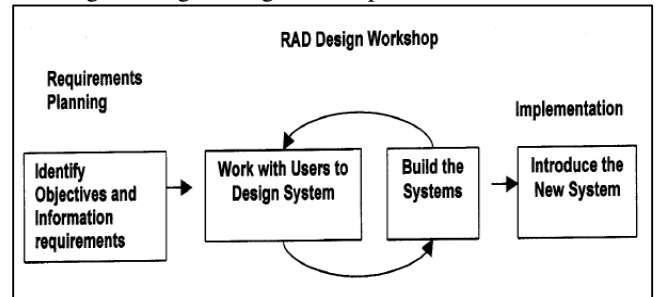 RAD Design Workshop
Requirements
Planning
Implementation
Identify
Objectives and
Information
requirements
Work with Users to
Design System
Build the
Systems
Introduce the
New System